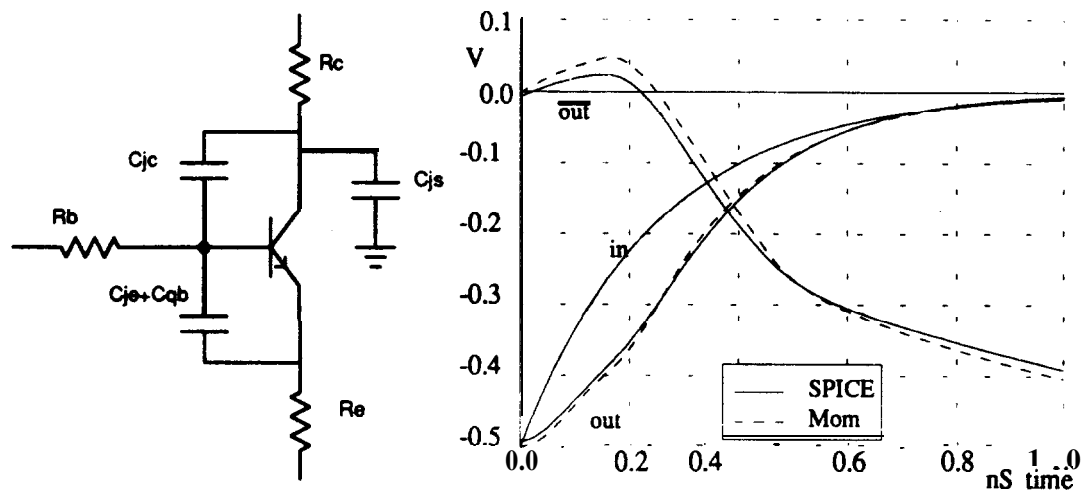 Rc
Cjc
Cjs
Rb
Cje+Cqb
Re
0.1
V
0.0
out
-0.1
-0.2
in
-0.3
-0.4
SPICE
Mom
out
-0.5
0.0 0.2 0.4 0.6 0.8 1.0
nS time